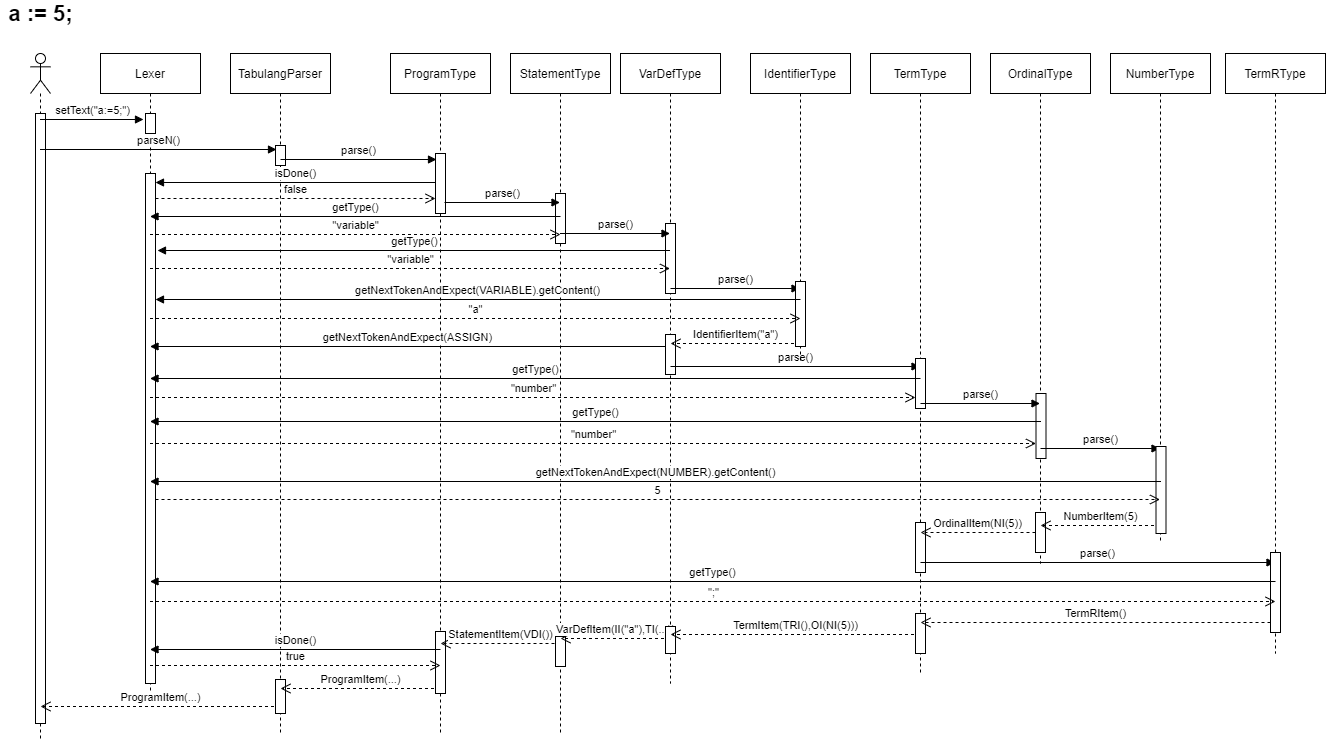 a := 5;
Lexer
TabulangParser
ProgramType
StatementType
VarDefType
IdentifierType
TermType
OrdinalType
NumberType
TermRType
setText("a:=5;")
parseN()
parse()
isDone()
false
parse()
getType()
"variable"
parse()
getType()
"variable"
parse()
getNextTokenAndExpect(VARIABLE).getContent()
"a"
IdentifierItem("a")
getNextTokenAndExpect(ASSIGN)
parse()
getType()
"number"
parse()
getType()
"number"
parse()
getNextTokenAndExpect(NUMBER).getContent()
5
NumberItem(5)
OrdinalItem(NI(5))
parse()
getType()
";"
TermRItem()
TermItem(TRI(),OI(NI(5)))
VarDefItem(II("a"),TI(...
StatementItem(VDI())
isDone()
true
ProgramItem(...)
ProgramItem(...)